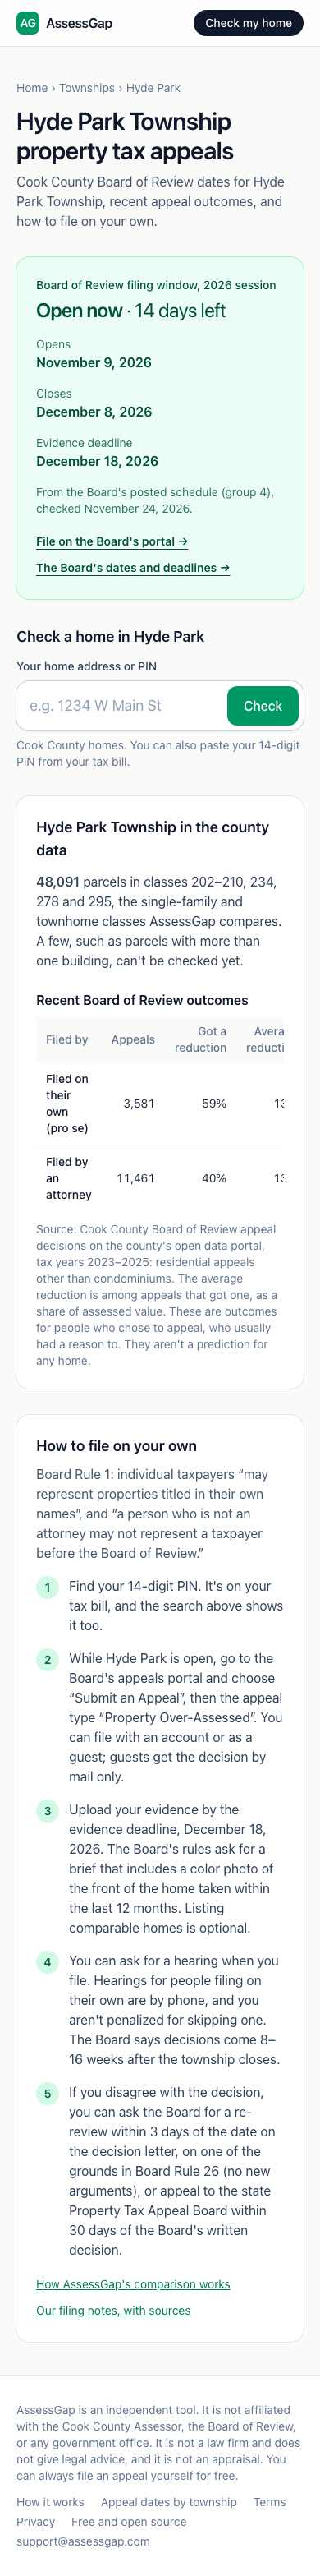 AG AssessGap
Check my home
Home › Townships › Hyde Park
Hyde Park Township
property tax appeals
Cook County Board of Review dates for Hyde
Park Township, recent appeal outcomes, and
how to file on your own.
Board of Review filing window, 2026 session
Open now · 14 days left
Opens
November 9, 2026
Closes
December 8, 2026
Evidence deadline
December 18, 2026
From the Board's posted schedule (group 4),
checked November 24, 2026.
File on the Board's portal →
The Board's dates and deadlines →
Check a home in Hyde Park
Your home address or PIN
e.g. 1234 W Main St
Check
Cook County homes. You can also paste your 14-digit
PIN from your tax bill.
Hyde Park Township in the county
data
48,091 parcels in classes 202–210, 234,
278 and 295, the single-family and
townhome classes AssessGap compares.
A few, such as parcels with more than
one building, can't be checked yet.
Recent Board of Review outcomes
Filed by Appeals Got a
reduction
Filed on
their
own
(pro se) 3,581 59%
Filed by
an
attorney 11,461 40%
Source: Cook County Board of Review appeal
decisions on the county's open data portal,
tax years 2023–2025: residential appeals
other than condominiums. The average
reduction is among appeals that got one, as a
share of assessed value. These are outcomes
for people who chose to appeal, who usually
had a reason to. They aren't a prediction for
any home.
How to file on your own
Board Rule 1: individual taxpayers “may
represent properties titled in their own
names”, and “a person who is not an
attorney may not represent a taxpayer
before the Board of Review.”
1 Find your 14-digit PIN. It's on your
tax bill, and the search above shows
it too.
2 While Hyde Park is open, go to the
Board's appeals portal and choose
“Submit an Appeal”, then the appeal
type “Property Over-Assessed”. You
can file with an account or as a
guest; guests get the decision by
mail only.
3 Upload your evidence by the
evidence deadline, December 18,
2026. The Board's rules ask for a
brief that includes a color photo of
the front of the home taken within
the last 12 months. Listing
comparable homes is optional.
4 You can ask for a hearing when you
file. Hearings for people filing on
their own are by phone, and you
aren't penalized for skipping one.
The Board says decisions come 8–
16 weeks after the township closes.
5 If you disagree with the decision,
you can ask the Board for a re-
review within 3 days of the date on
the decision letter, on one of the
grounds in Board Rule 26 (no new
arguments), or appeal to the state
Property Tax Appeal Board within
30 days of the Board's written
decision.
How AssessGap's comparison works
Our filing notes, with sources
AssessGap is an independent tool. It is not affiliated
with the Cook County Assessor, the Board of Review,
or any government office. It is not a law firm and does
not give legal advice, and it is not an appraisal. You
can always file an appeal yourself for free.
How it works Appeal dates by township Terms
Privacy Free and open source
support@assessgap.com